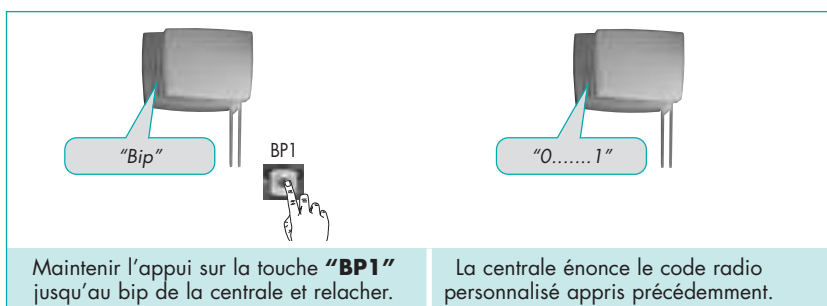 “Bip”
BP1
“0.......1”
Maintenir l'appui sur la touche “BP1”
jusqu'au bip de la centrale et relacher.
La centrale énonce le code radio
personnalisé appris précédemment.